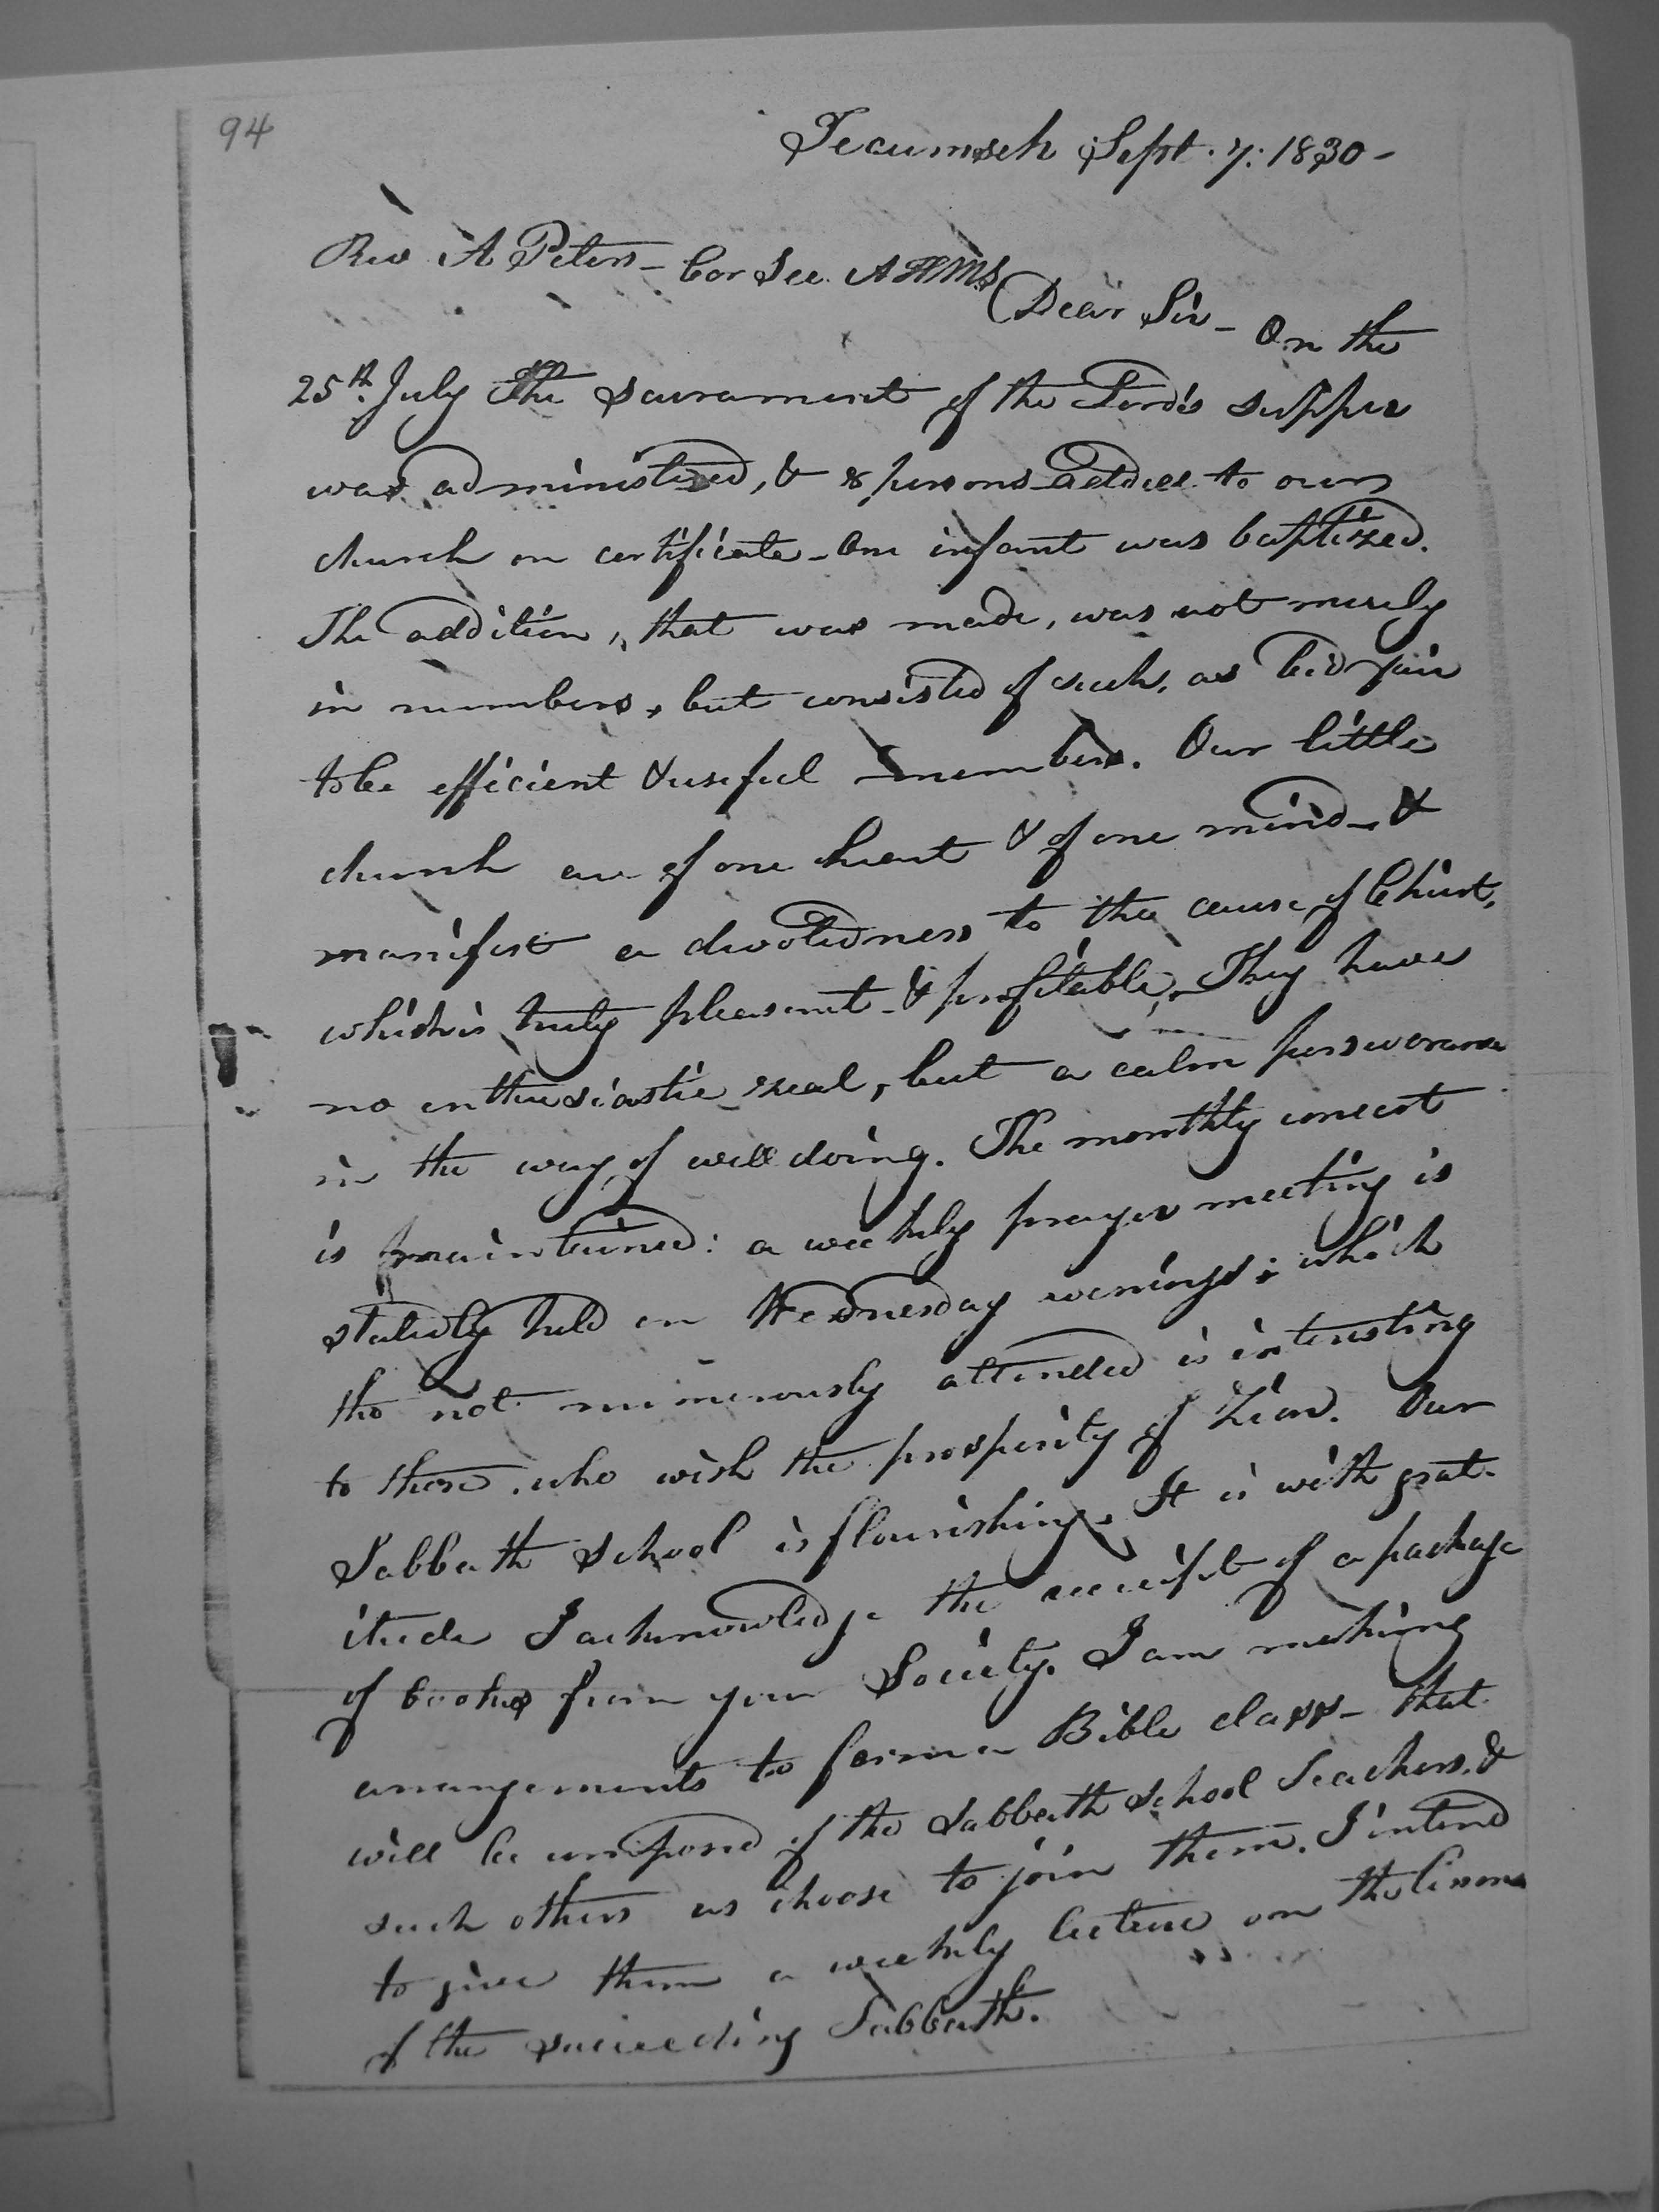 94
Tecumseh Sept. 7: 1830 -
Rev A Peters - Cor Sec. AHMS
Dear Sir - On the
25th. July the sacrament of the Lord's supper
was administered, & 8 persons added to our
church on certificate - One infant was baptized.
The addition, that was made, was not merely
in numbers, but consisted of such, as bid fair
to be efficient & useful members. Our little
church are of one heart & of one mind - &
manifest a devotedness to the cause of Christ,
which is truly pleasant & profitable. They have
no enthusiastic zeal, but a calm perseverance
in the way of well doing. The monthly concert
is maintained: a weekly prayer meeting is
statedly held on Wednesday evenings; which
tho not numerously attended is interesting
to those, who wish the prosperity of Zion. Our
Sabbath School is flourishing. It is with grat-
itude I acknowledge the receipt of a package
of books from your Society. I am making
arrangements to form a Bible class - that
will be composed of the Sabbath school teachers, &
such others as choose to join them. I intend
to give them a weekly lecture on the lesson
of the succeeding Sabbath.